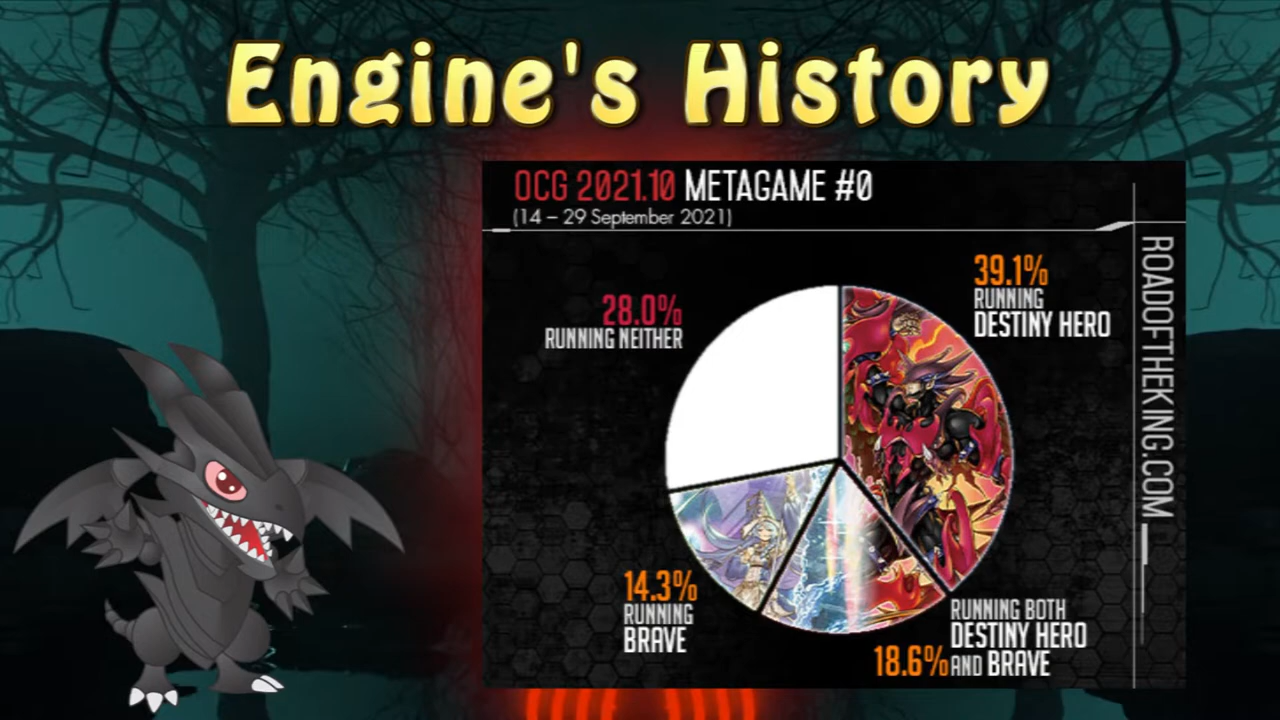 Engine's History
OCG 2021.10 METAGAME #0
(14 – 29 September 2021)
39.1%
RUNNING
DESTINY HERO
28.0%
RUNNING NEITHER
14.3%
RUNNING
BRAVE
RUNNING BOTH
DESTINY HERO
18.6% AND BRAVE
ROADOFTHEKING.COM